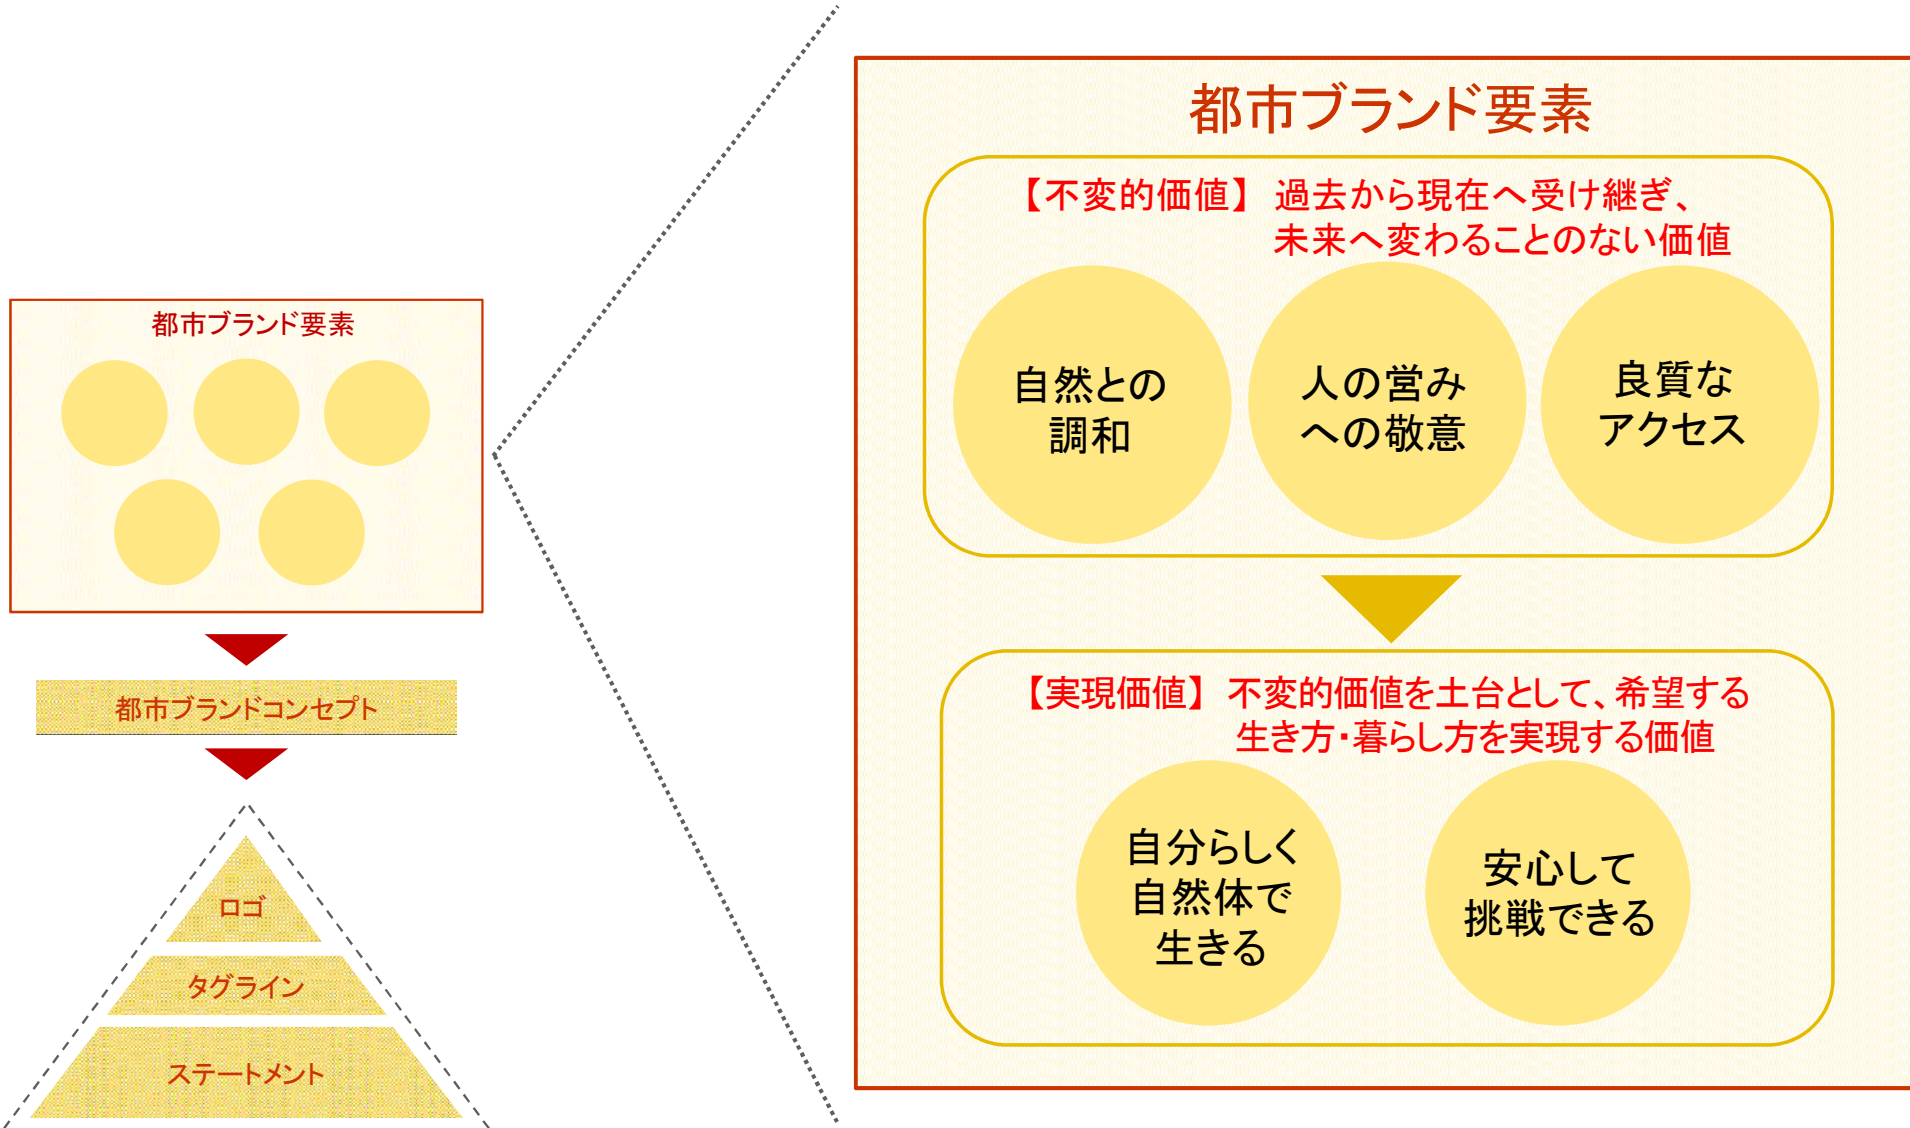 都市ブランド要素
都市ブランドコンセプト
ロゴ
タグライン
ステートメント
都市ブランド要素
【不変的価値】 過去から現在へ受け継ぎ、
未来へ変わることのない価値
自然との
調和
人の営み
への敬意
良質な
アクセス
【実現価値】 不変的価値を土台として、希望する
生き方・暮らし方を実現する価値
自分らしく
自然体で
生きる
安心して
挑戦できる